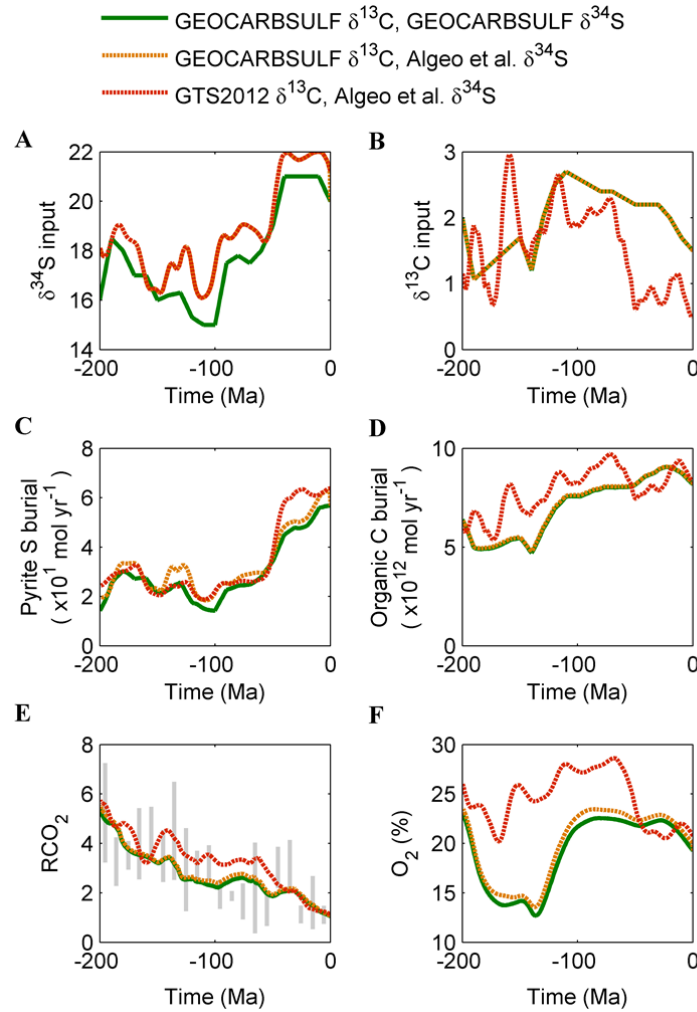 GEOCARBSULF δ¹³C, GEOCARBSULF δ³⁴S
GEOCARBSULF δ¹³C, Algeo et al. δ³⁴S
GTS2012 δ¹³C, Algeo et al. δ³⁴S
A
22
20
18
16
14
δ³⁴S input
-200
-100
0
Time (Ma)
B
3
2
1
0
δ¹³C input
-200
-100
0
Time (Ma)
C
8
6
4
2
0
Pyrite S burial
( x10¹ mol yr⁻¹ )
-200
-100
0
Time (Ma)
D
10
5
0
Organic C burial
( x10¹² mol yr⁻¹ )
-200
-100
0
Time (Ma)
E
8
6
4
2
0
RCO₂
-200
-100
0
Time (Ma)
F
30
25
20
15
10
O₂ (%)
-200
-100
0
Time (Ma)